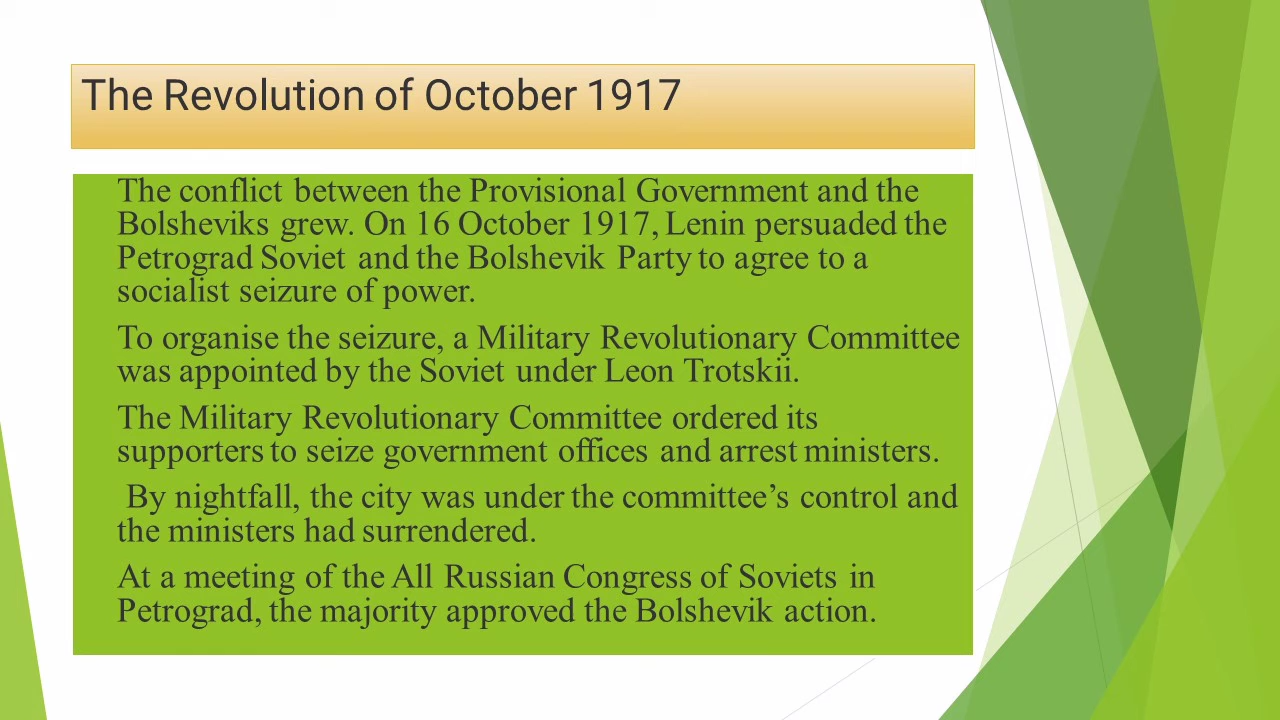 The Revolution of October 1917
The conflict between the Provisional Government and the
Bolsheviks grew. On 16 October 1917, Lenin persuaded the
Petrograd Soviet and the Bolshevik Party to agree to a
socialist seizure of power.
To organise the seizure, a Military Revolutionary Committee
was appointed by the Soviet under Leon Trotskii.
The Military Revolutionary Committee ordered its
supporters to seize government offices and arrest ministers.
By nightfall, the city was under the committee’s control and
the ministers had surrendered.
At a meeting of the All Russian Congress of Soviets in
Petrograd, the majority approved the Bolshevik action.